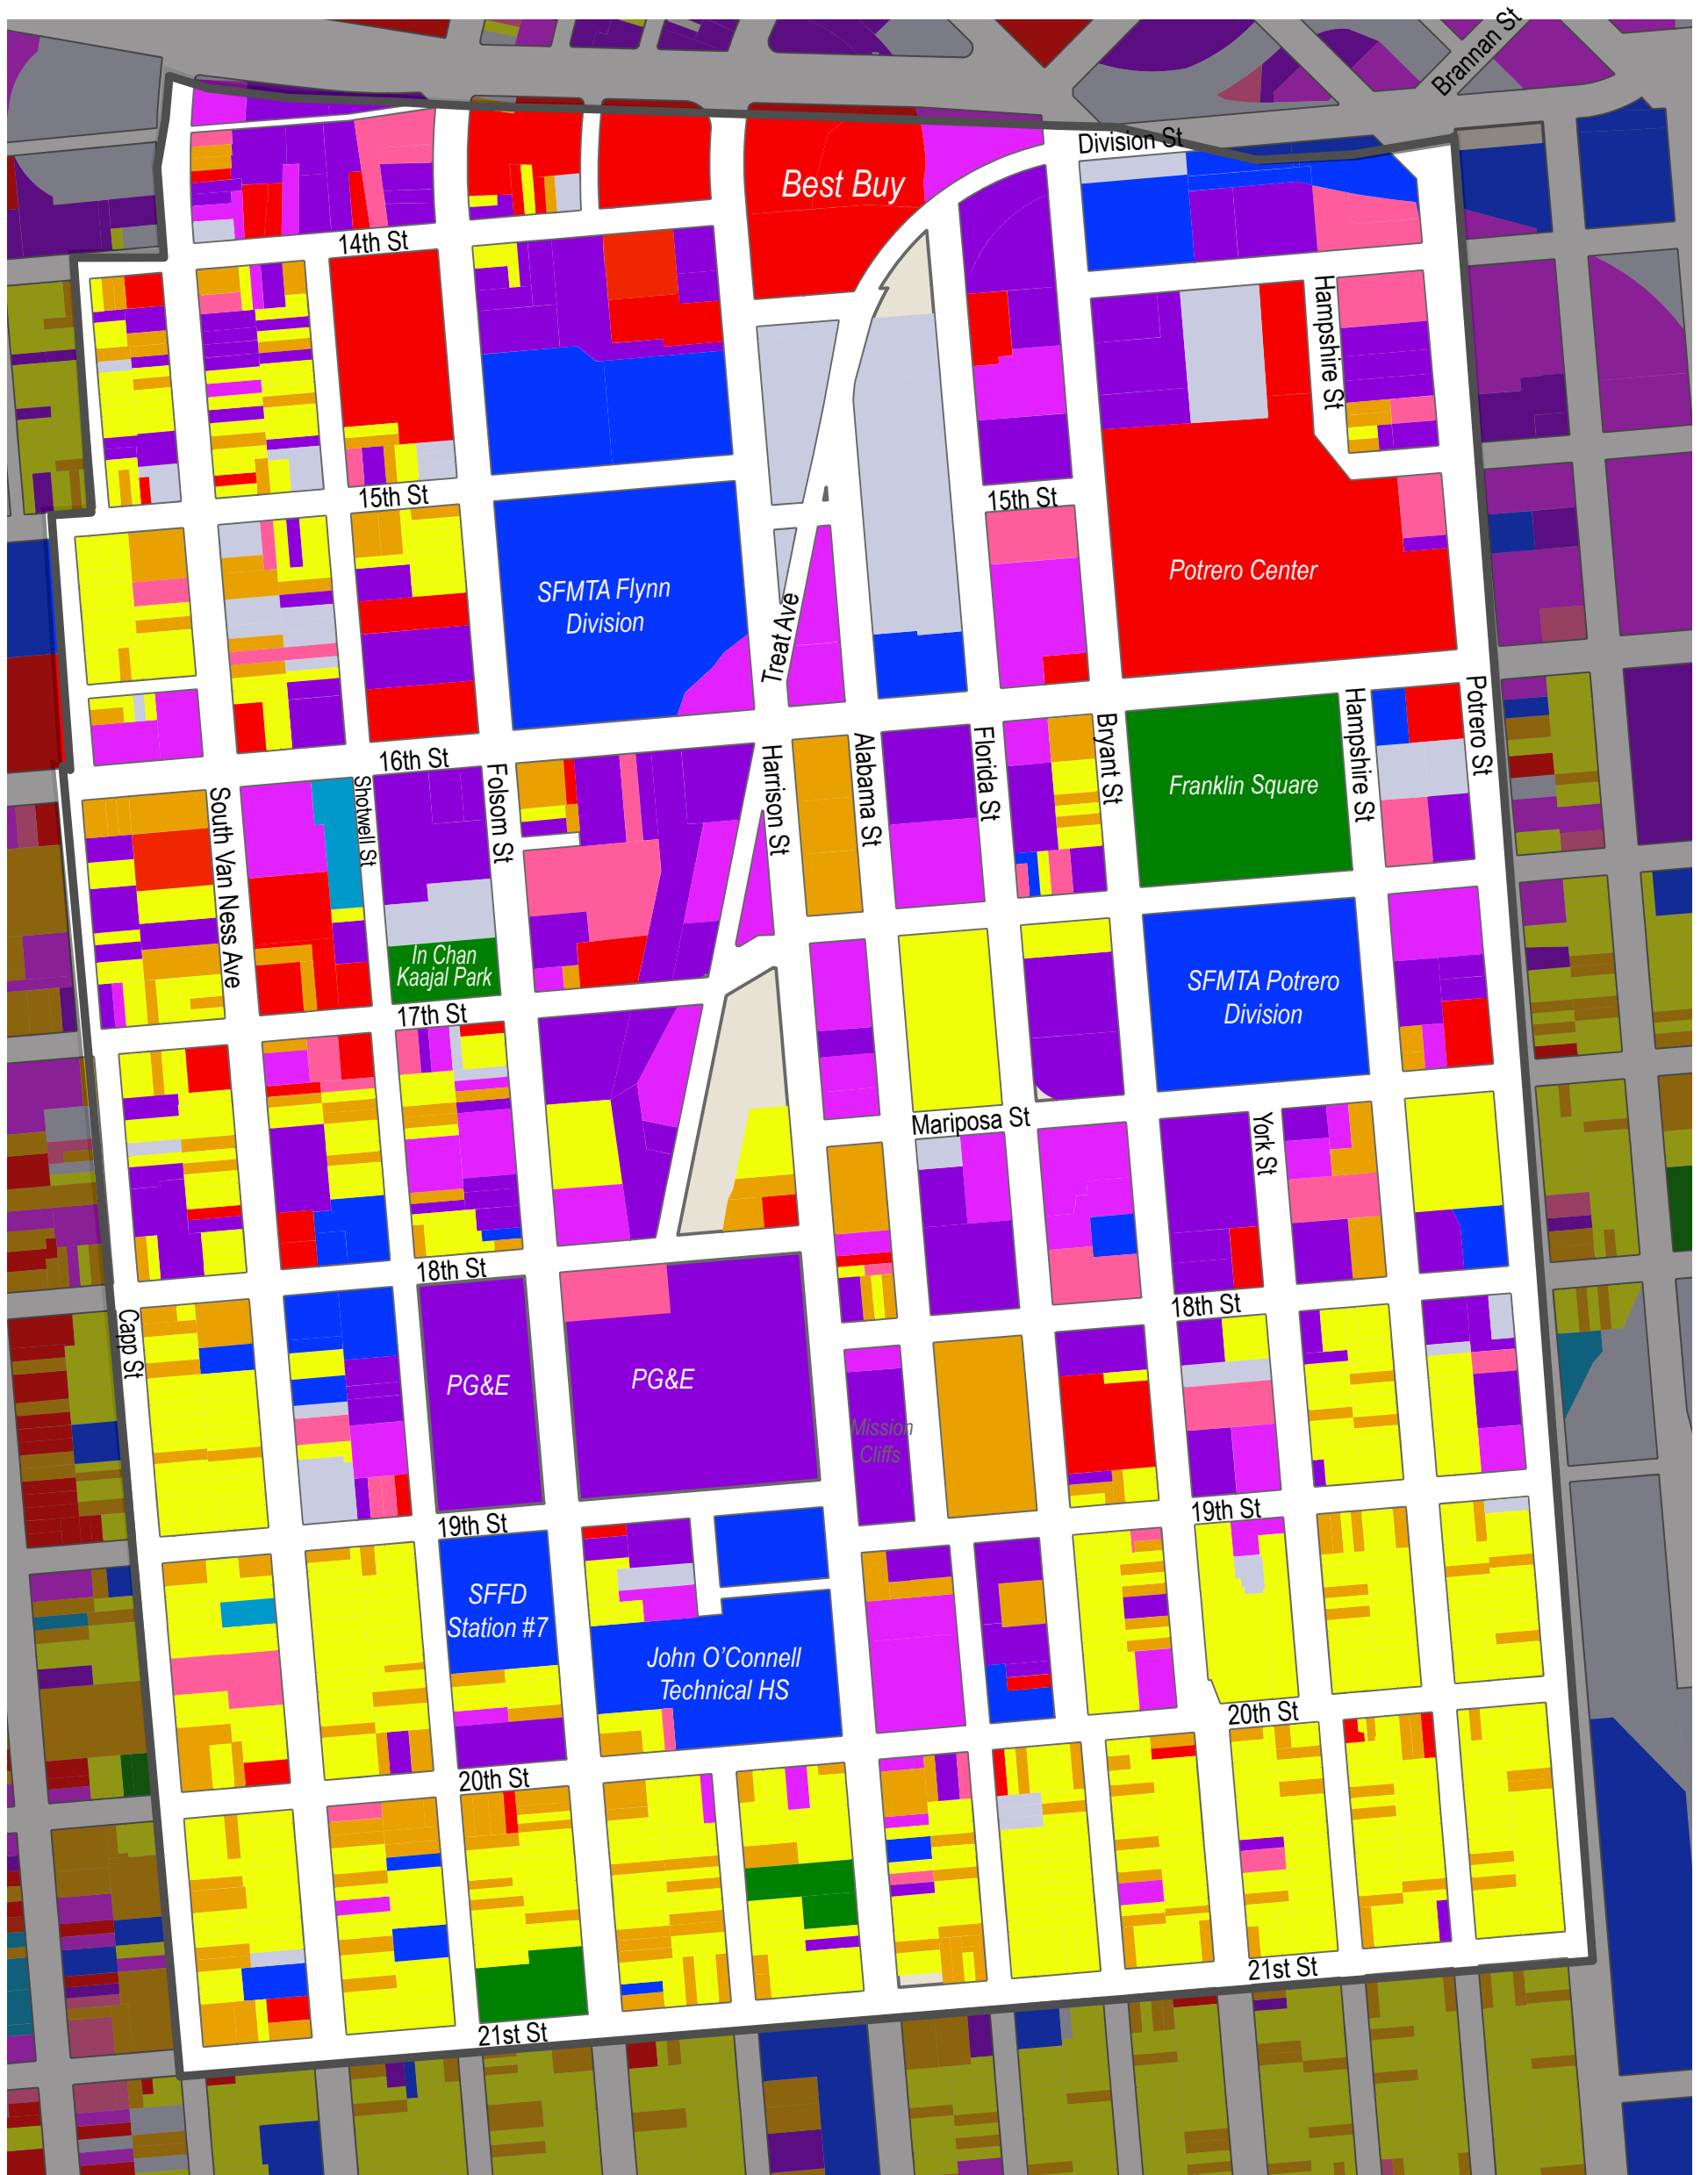 Brannan St
Division St
Best Buy
14th St
Hampshire St
15th St
15th St
Potrero Center
SFMTA Flynn
Division
Treat Ave
16th St
South Van Ness Ave
Shotwell St
Folsom St
Harrison St
Alabama St
Florida St
Bryant St
Franklin Square
Hampshire St
Potrero St
In Chan
Kaajal Park
SFMTA Potrero
Division
17th St
Mariposa St
York St
18th St
18th St
Capp St
PG&E
PG&E
Mission
Cliffs
19th St
19th St
SFFD
Station #7
John O'Connell
Technical HS
20th St
20th St
21st St
21st St